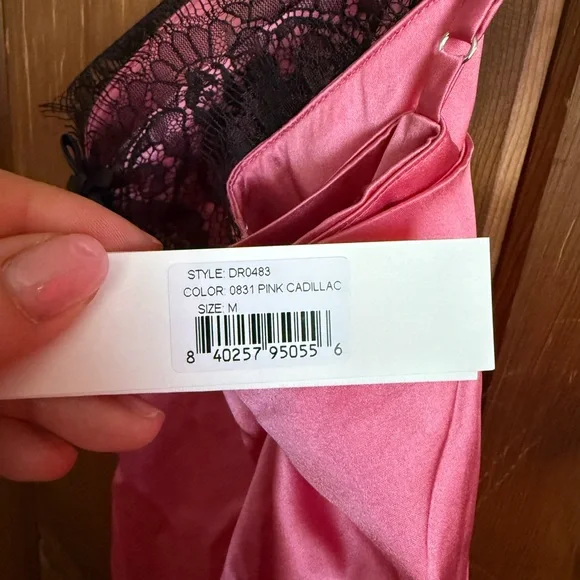 STYLE: DR0483
COLOR: 0831 PINK CADILLAC
SIZE: M
8 40257 95055 6